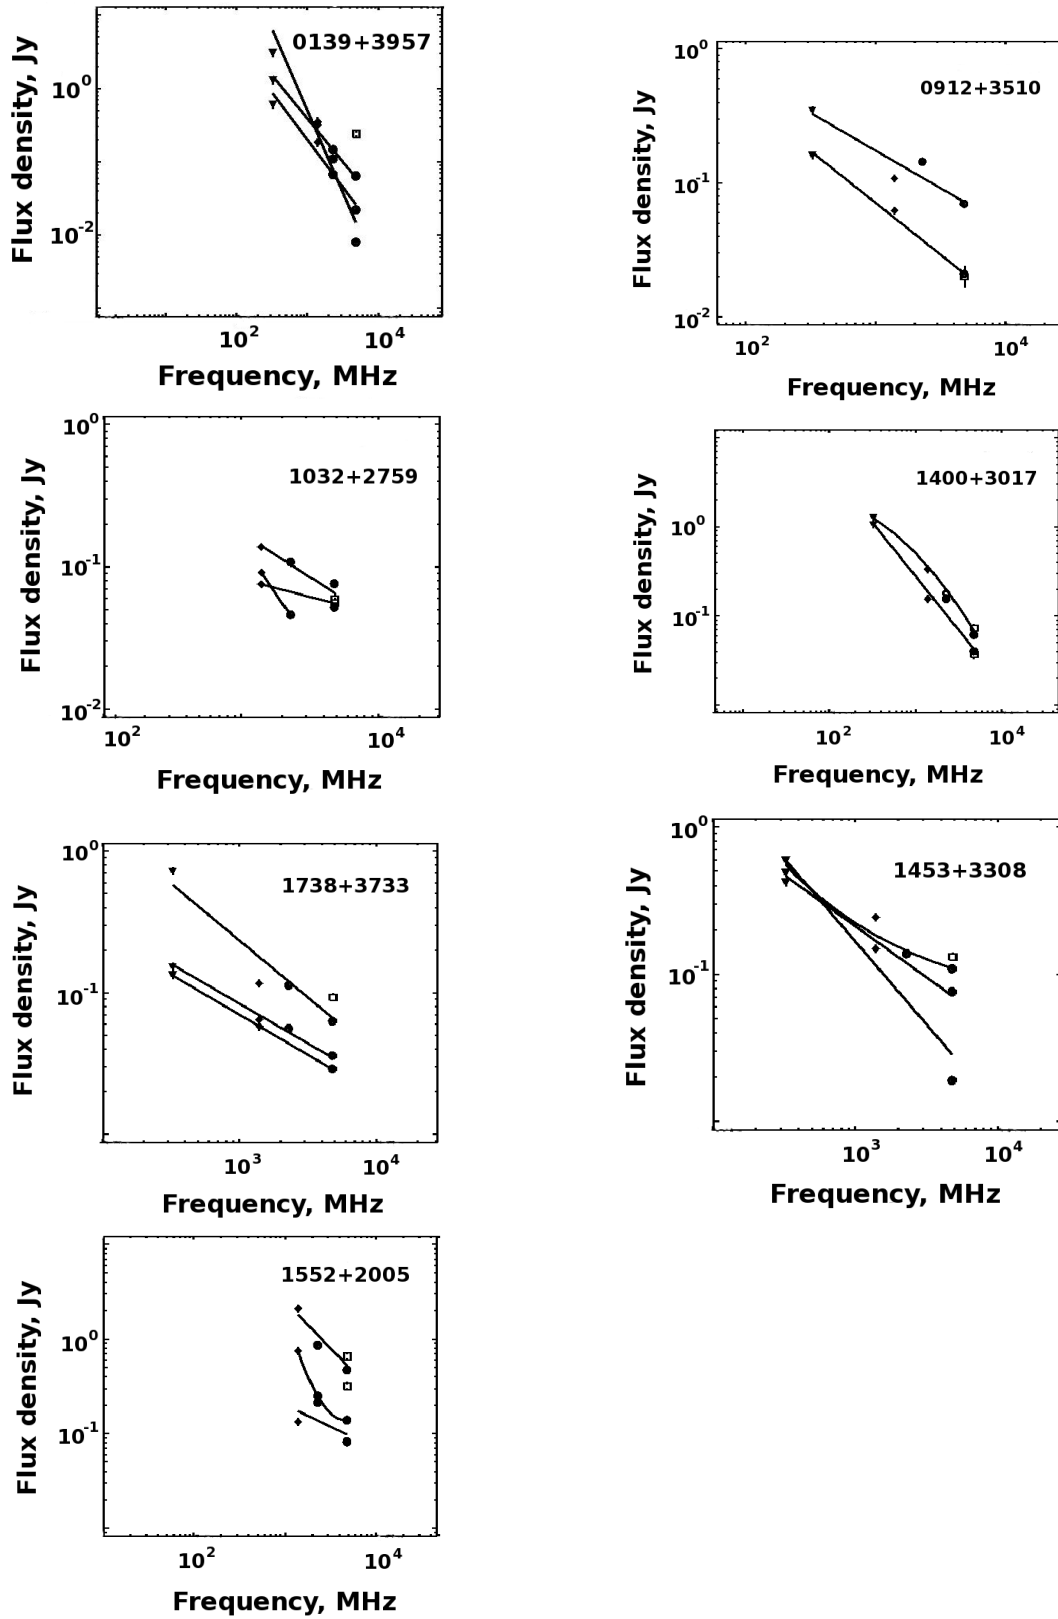 0139+3957
Flux density, Jy
10^0
10^-2
10^2
10^4
Frequency, MHz
0912+3510
Flux density, Jy
10^0
10^-1
10^-2
10^2
10^4
Frequency, MHz
1032+2759
Flux density, Jy
10^0
10^-1
10^-2
10^2
10^4
Frequency, MHz
1400+3017
Flux density, Jy
10^0
10^-1
10^2
10^4
Frequency, MHz
1738+3733
Flux density, Jy
10^0
10^-1
10^3
10^4
Frequency, MHz
1453+3308
Flux density, Jy
10^0
10^-1
10^3
10^4
Frequency, MHz
1552+2005
Flux density, Jy
10^0
10^-1
10^2
10^4
Frequency, MHz